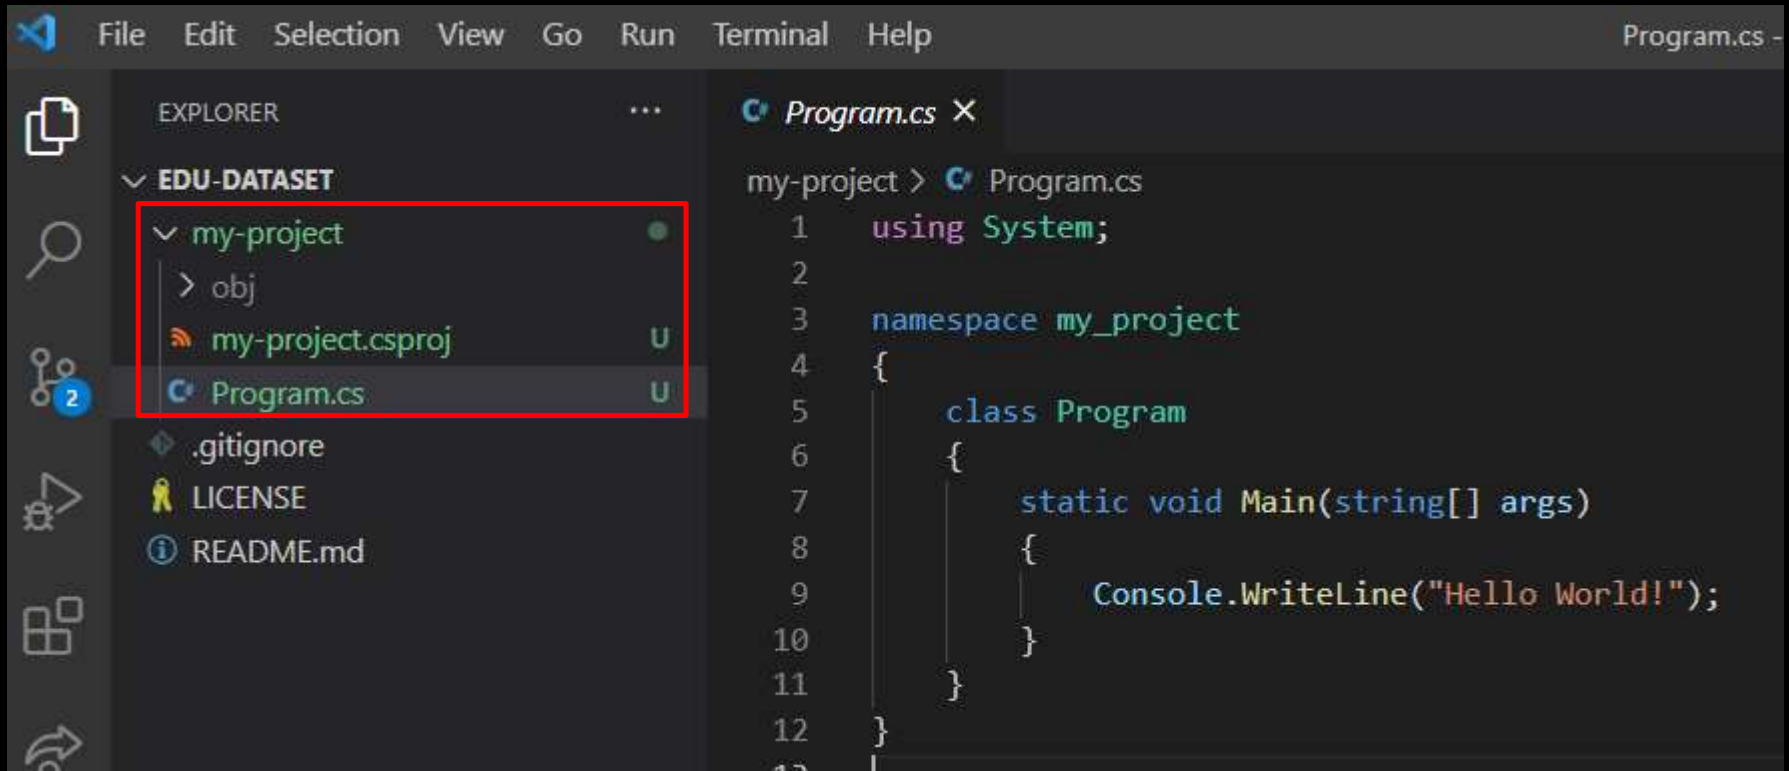 File Edit Selection View Go Run Terminal Help Program.cs -
EXPLORER ...
EDU-DATASET
my-project
obj
my-project.csproj U
Program.cs U
2
.gitignore
LICENSE
README.md
Program.cs ×
my-project > Program.cs
1 using System;
2
3 namespace my_project
4 {
5 class Program
6 {
7 static void Main(string[] args)
8 {
9 Console.WriteLine("Hello World!");
10 }
11 }
12 }